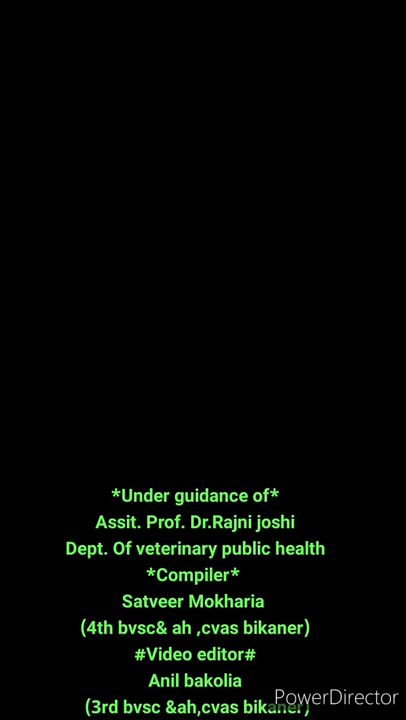 *Under guidance of*
Assit. Prof. Dr.Rajni joshi
Dept. Of veterinary public health
*Compiler*
Satveer Mokharia
(4th bvsc& ah ,cvas bikaner)
#Video editor#
Anil bakolia
(3rd bvsc &ah,cvas bikaner)
PowerDirector